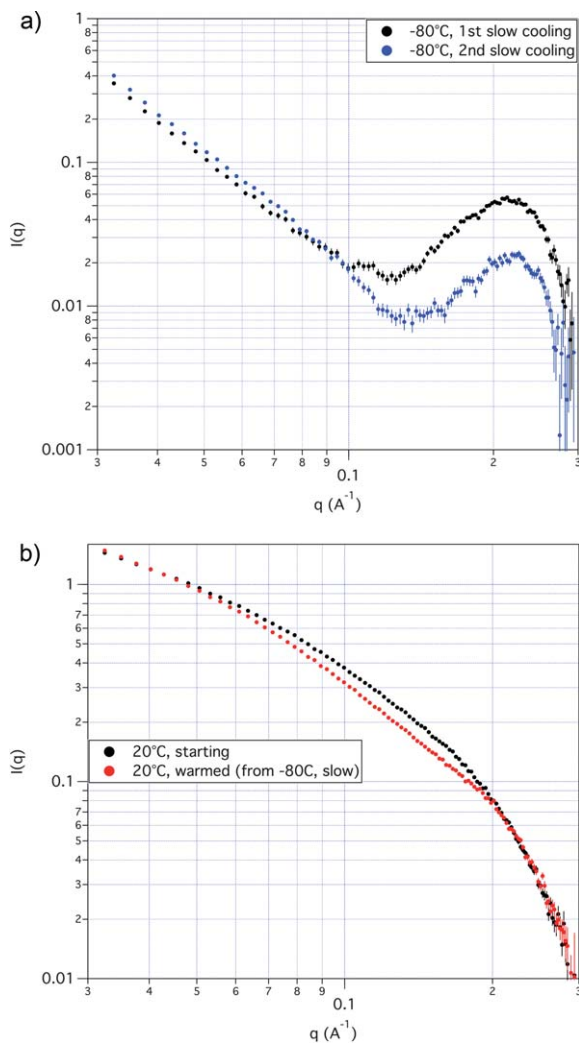 a)
-80°C, 1st slow cooling
-80°C, 2nd slow cooling
1
8
6
4
2
0.1
8
6
4
2
0.01
8
6
4
2
0.001
I(q)
3 4 5 6 7 8 9 2 3
0.1
q (A⁻¹)
b)
1
7
6
5
4
3
2
0.1
7
6
5
4
3
2
0.01
I(q)
20°C, starting
20°C, warmed (from -80C, slow)
3 4 5 6 7 8 9 2 3
0.1
q (A⁻¹)